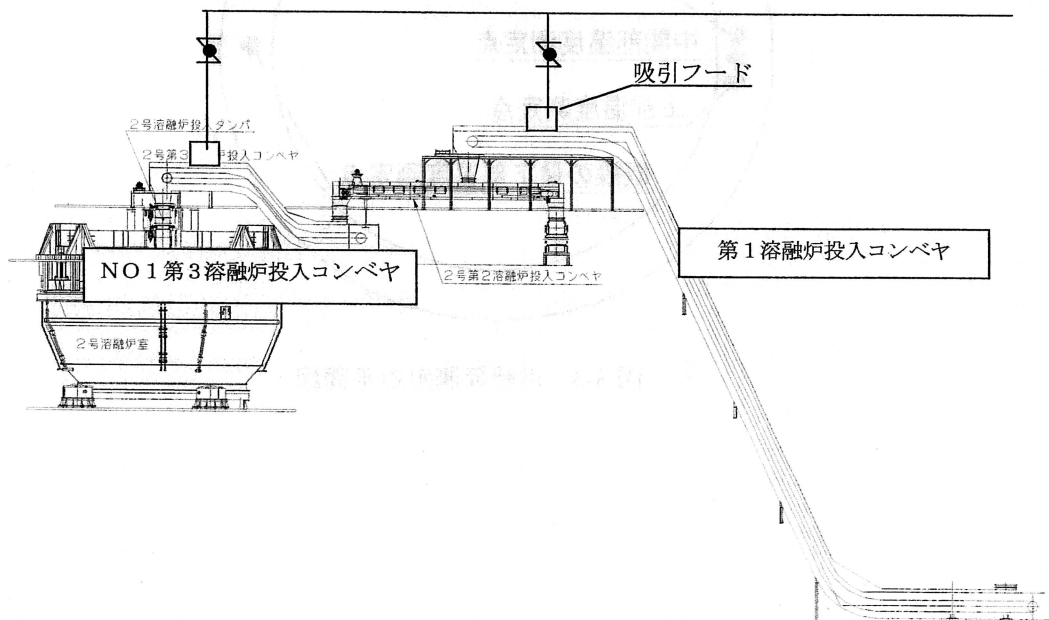 吸引フード
2号溶融炉投入ダンパ
2号第3
炉投入コンベヤ
NO1第3溶融炉投入コンベヤ
第1溶融炉投入コンベヤ
2号第2溶融炉投入コンベヤ
2号溶融炉室